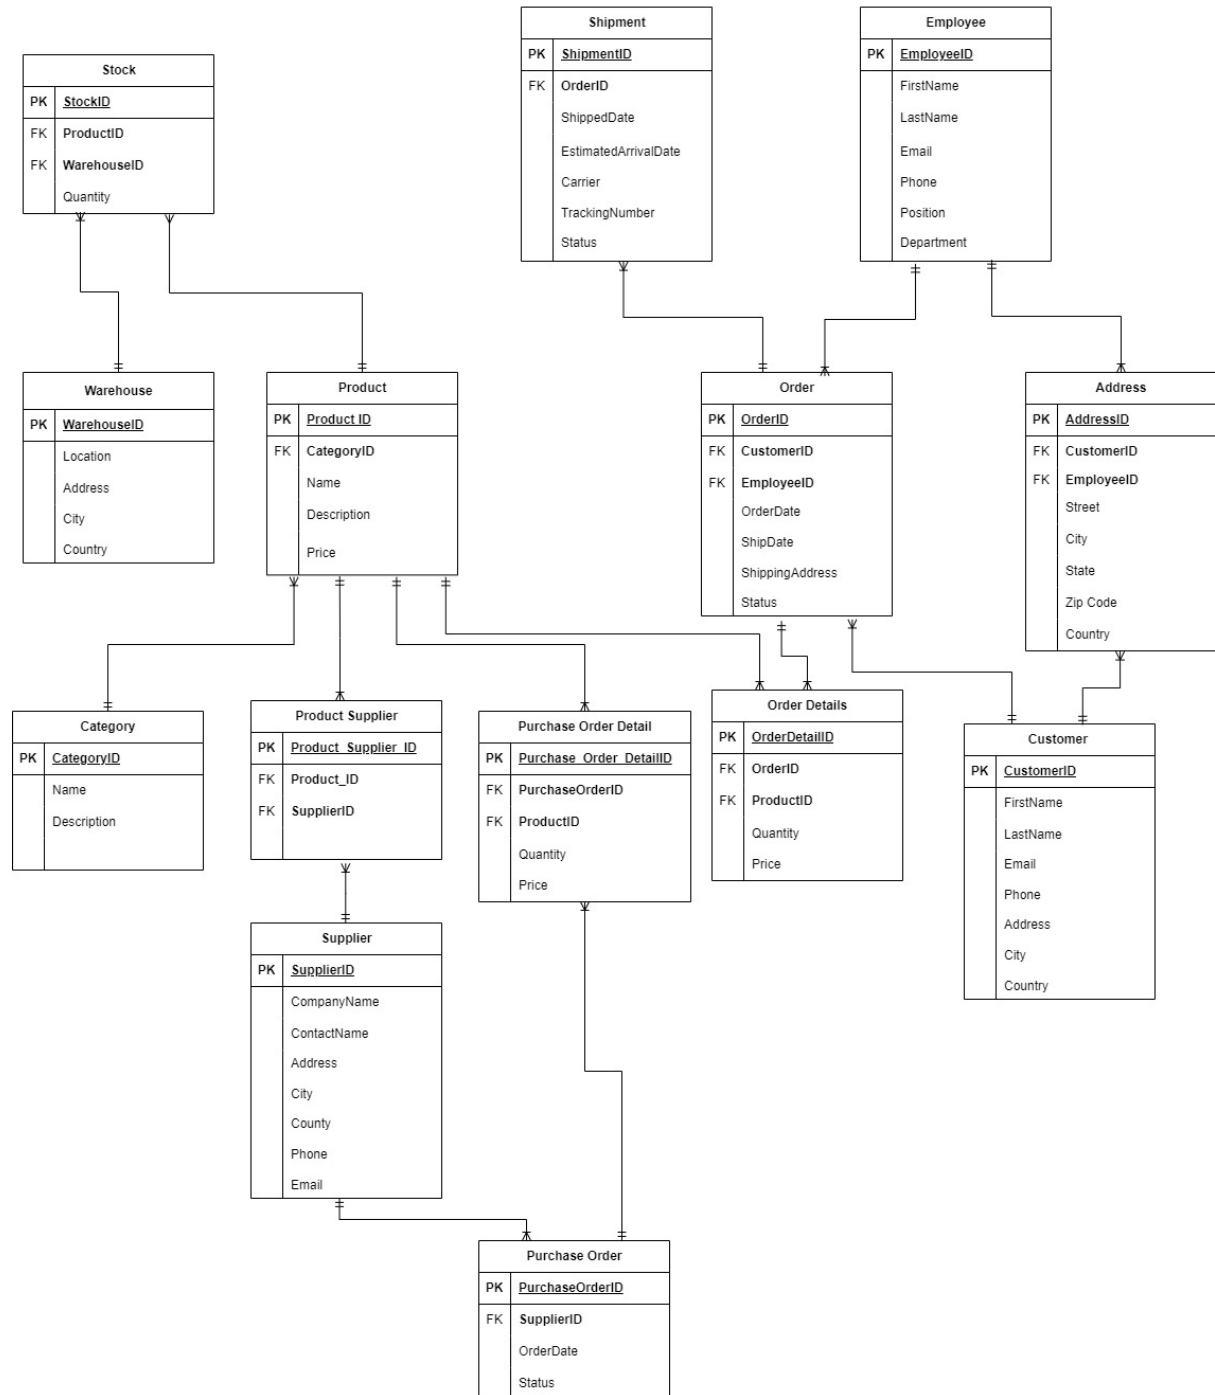 Shipment
PK ShipmentID
FK OrderID
ShippedDate
EstimatedArrivalDate
Carrier
TrackingNumber
Status
Employee
PK EmployeeID
FirstName
LastName
Email
Phone
Position
Department
Stock
PK StockID
FK ProductID
FK WarehouseID
Quantity
Warehouse
PK WarehouseID
Location
Address
City
Country
Product
PK Product ID
FK CategoryID
Name
Description
Price
Order
PK OrderID
FK CustomerID
FK EmployeeID
OrderDate
ShipDate
ShippingAddress
Status
Address
PK AddressID
FK CustomerID
FK EmployeeID
Street
City
State
Zip Code
Country
Category
PK CategoryID
Name
Description
Product Supplier
PK Product_Supplier_ID
FK Product_ID
FK SupplierID
Purchase Order Detail
PK Purchase_Order_DetailID
FK PurchaseOrderID
FK ProductID
Quantity
Price
Order Details
PK OrderDetailID
FK OrderID
FK ProductID
Quantity
Price
Customer
PK CustomerID
FirstName
LastName
Email
Phone
Address
City
Country
Supplier
PK SupplierID
CompanyName
ContactName
Address
City
County
Phone
Email
Purchase Order
PK PurchaseOrderID
FK SupplierID
OrderDate
Status